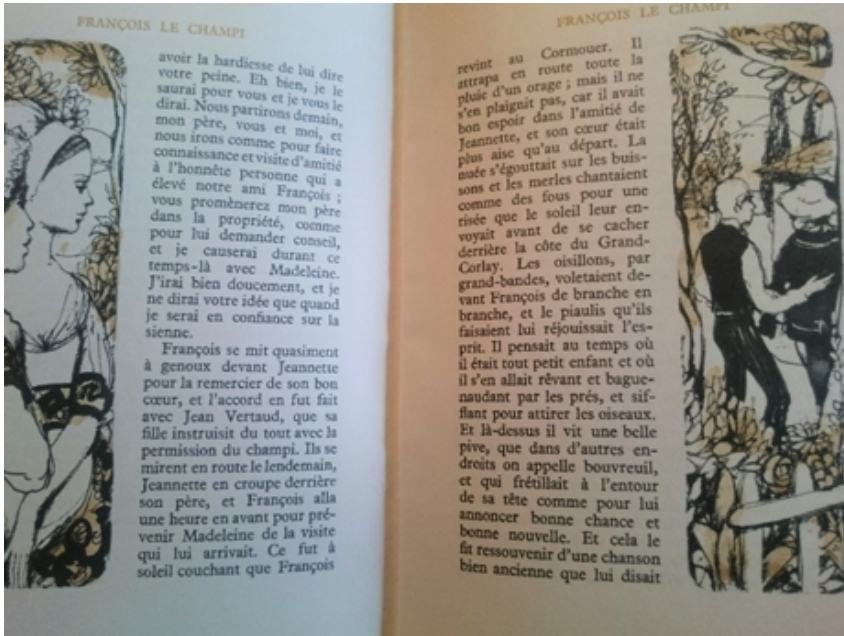 FRANÇOIS LE CHAMPI
avoir la hardiesse de lui dire
votre peine. Eh bien, je le
saurai pour vous et je vous le
dirai. Nous partirons demain,
mon père, vous et moi, et
nous irons comme pour faire
connaissance et visite d'amitié
à l'honnête personne qui a
élevé notre ami François ;
vous promènerez mon père
dans la propriété, comme
pour lui demander conseil,
et je causerai durant ce
temps-là avec Madeleine.
J'irai bien doucement, et je
ne dirai votre idée que quand
je serai en confiance sur la
sienne.
François se mit quasiment
à genoux devant Jeannette
pour la remercier de son bon
cœur, et l'accord en fut fait
avec Jean Vertaud, que sa
fille instruisit du tout avec la
permission du champi. Ils se
mirent en route le lendemain,
Jeannette en croupe derrière
son père, et François alla
une heure en avant pour pré-
venir Madeleine de la visite
qui lui arrivait. Ce fut à
soleil couchant que François
FRANÇOIS LE CHAMPI
revint au Cormouer. Il
attrapa en route toute la
pluie d'un orage ; mais il ne
s'en plaignit pas, car il avait
bon espoir dans l'amitié de
Jeannette, et son cœur était
plus aise qu'au départ. La
nuée s'égouttait sur les buis-
sons et les merles chantaient
comme des fous pour une
risée que le soleil leur en-
voyait avant de se cacher
derrière la côte du Grand-
Corlay. Les oisillons, par
grand-bandes, voletaient de-
vant François de branche en
branche, et le piaulis qu'ils
faisaient lui réjouissait l'es-
prit. Il pensait au temps où
il était tout petit enfant et où
il s'en allait rêvant et bague-
naudant par les prés, et sif-
flant pour attirer les oiseaux.
Et là-dessus il vit une belle
pive, que dans d'autres en-
droits on appelle bouvreuil,
et qui frétillait à l'entour
de sa tête comme pour lui
annoncer bonne chance et
bonne nouvelle. Et cela le
fit ressouvenir d'une chanson
bien ancienne que lui disait